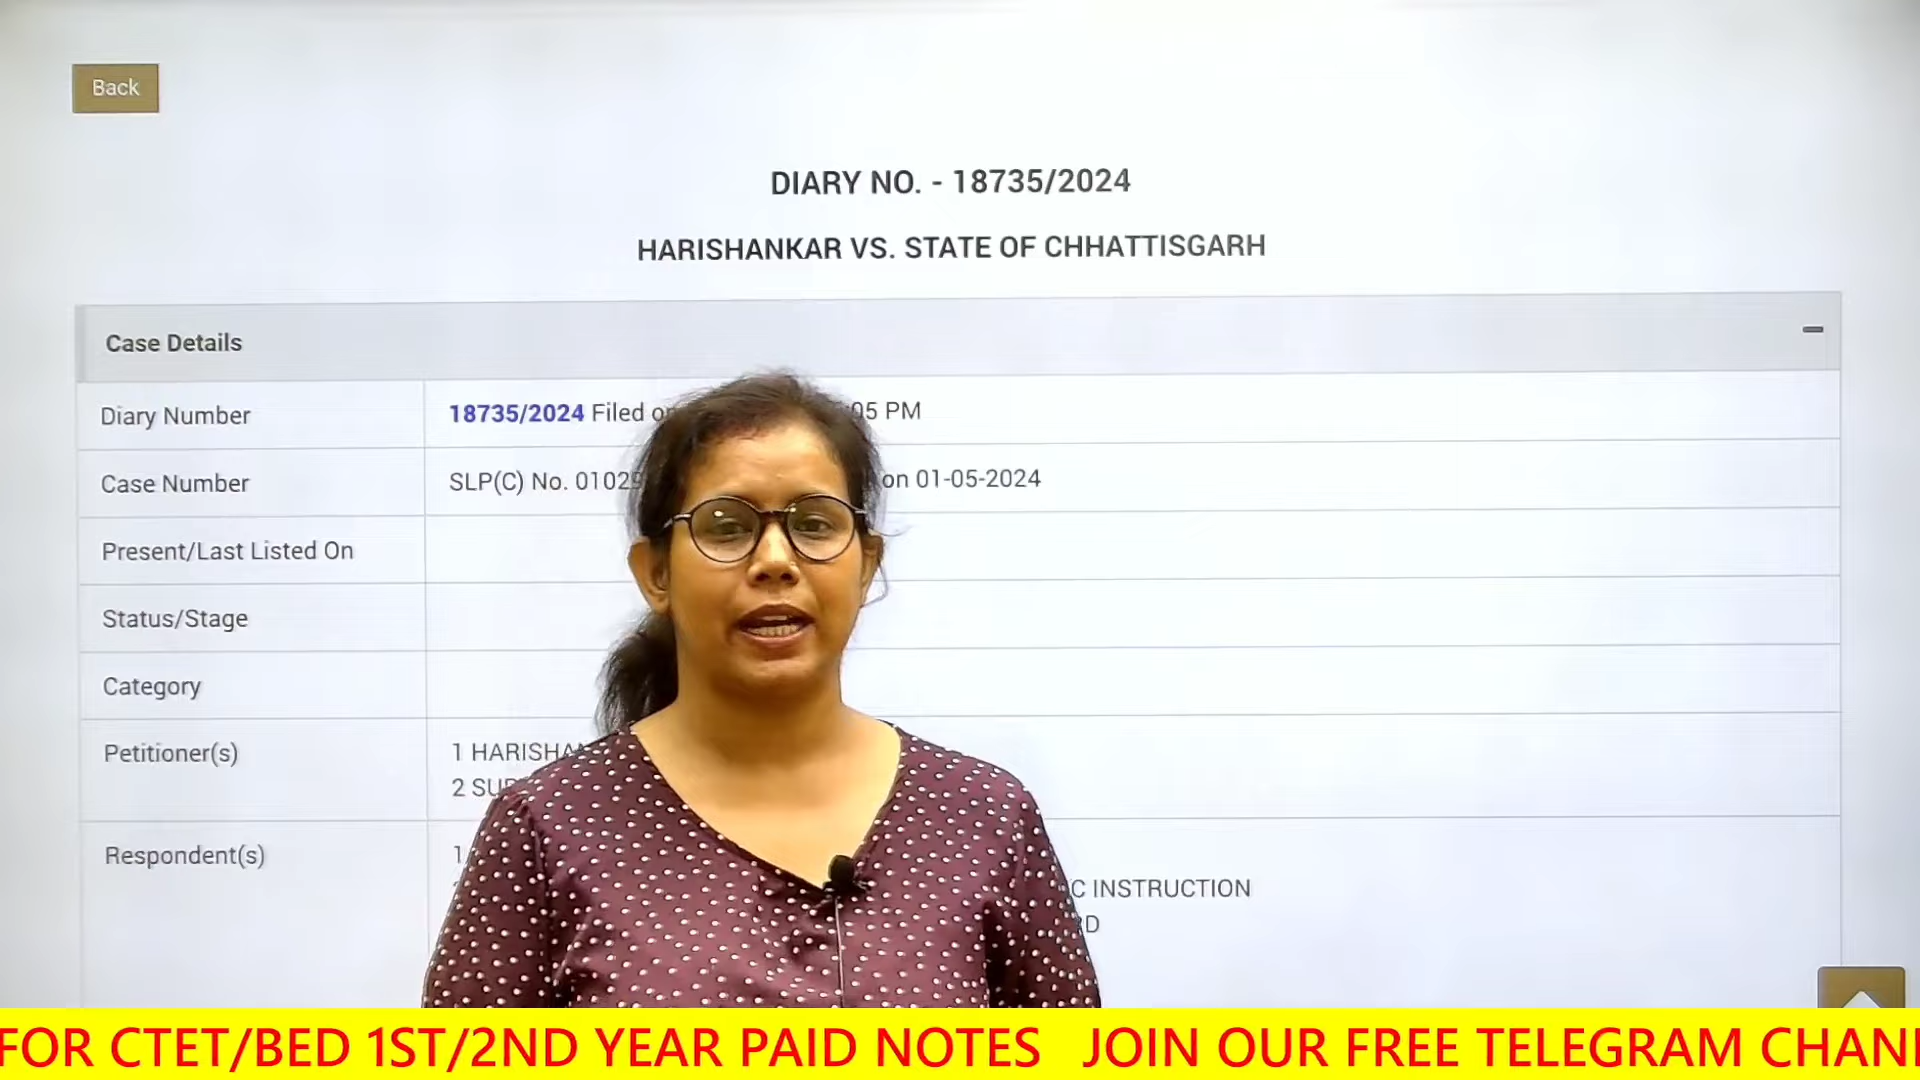 Back
DIARY NO. - 18735/2024
HARISHANKAR VS. STATE OF CHHATTISGARH
Case Details
Diary Number 18735/2024 Filed 05 PM
Case Number SLP(C) No. on 01-05-2024
Present/Last Listed On
Status/Stage
Category
Petitioner(s) 1
2
Respondent(s) 1
INSTRUCTION
FOR CTET/BED 1ST/2ND YEAR PAID NOTES JOIN OUR FREE TELEGRAM